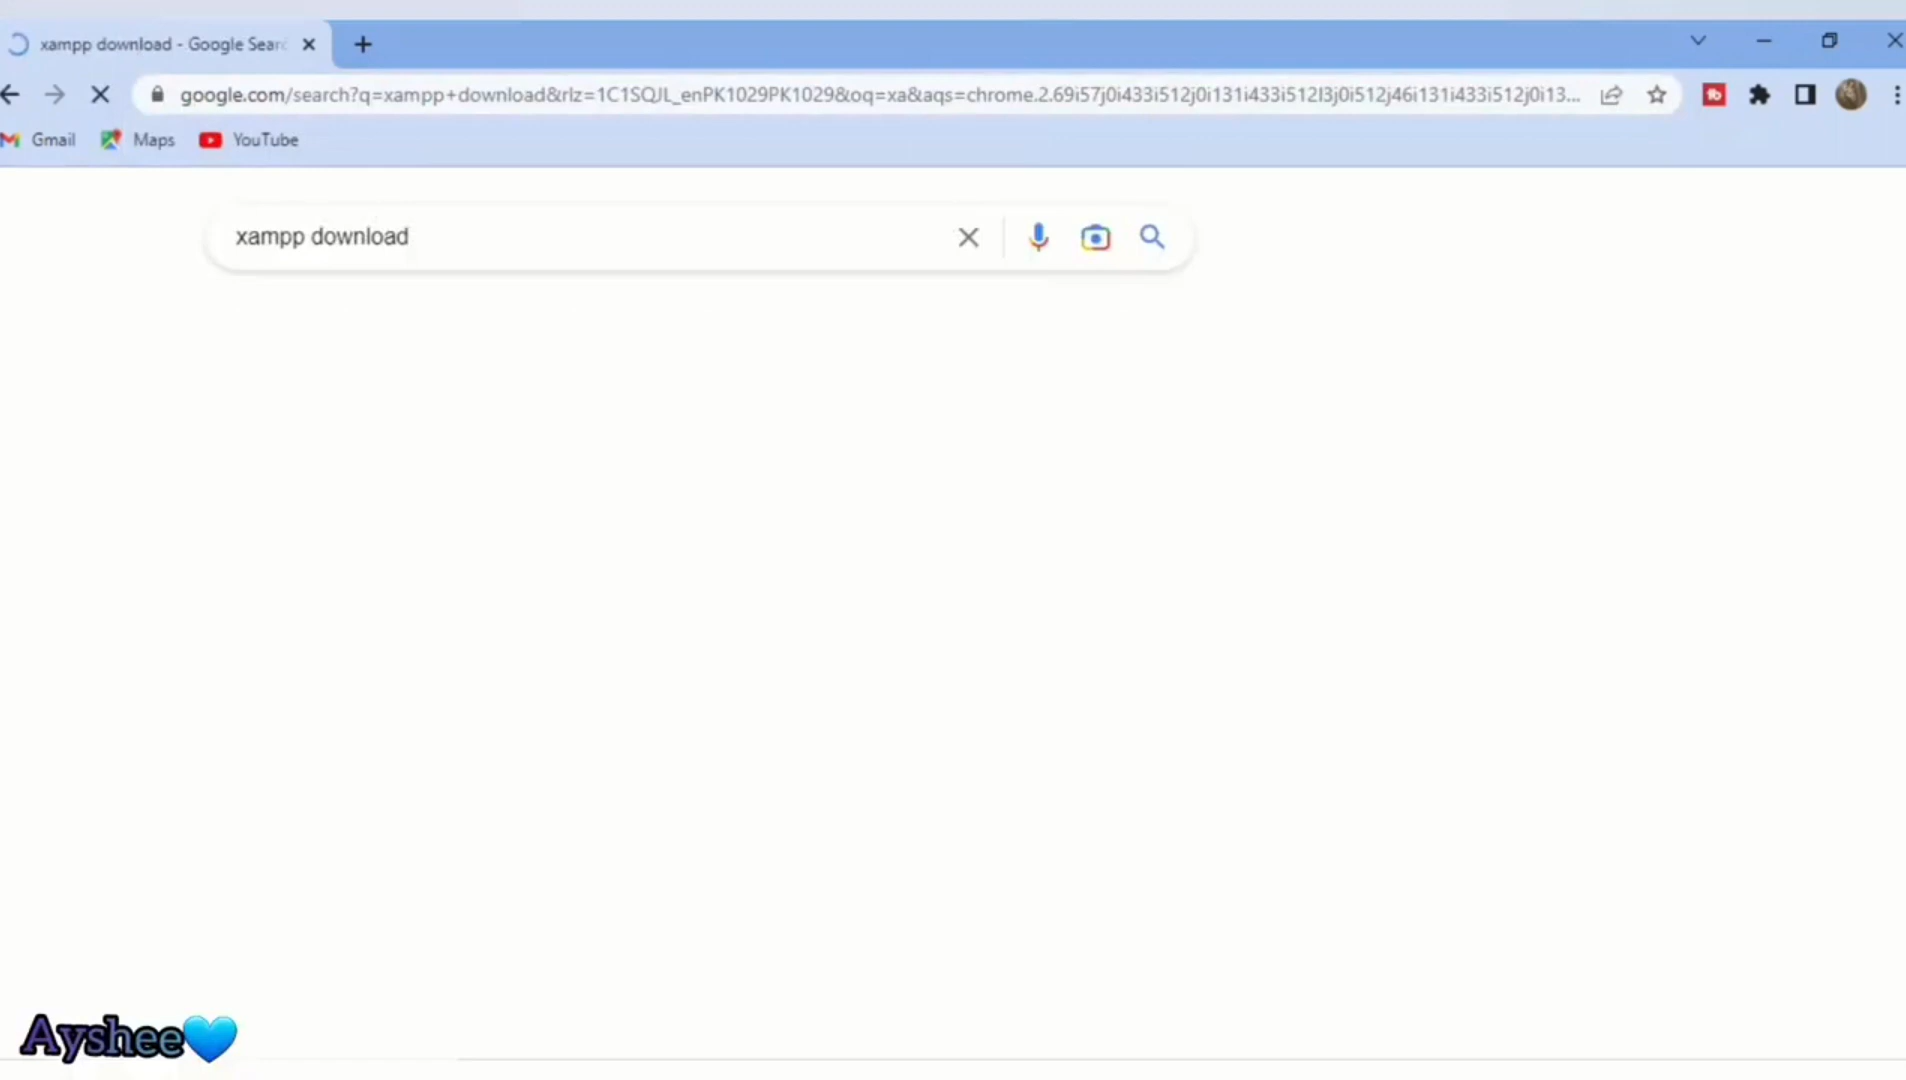 xampp download - Google Sear
google.com/search?q=xampp+download&rlz=1C1SQJL_enPK1029PK1029&oq=xa&aqs=chrome.2.69i57j0i433i512j0i131i433i512l3j0i512j46i131i433i512j0i13...
Gmail Maps YouTube
xampp download
Ayshee